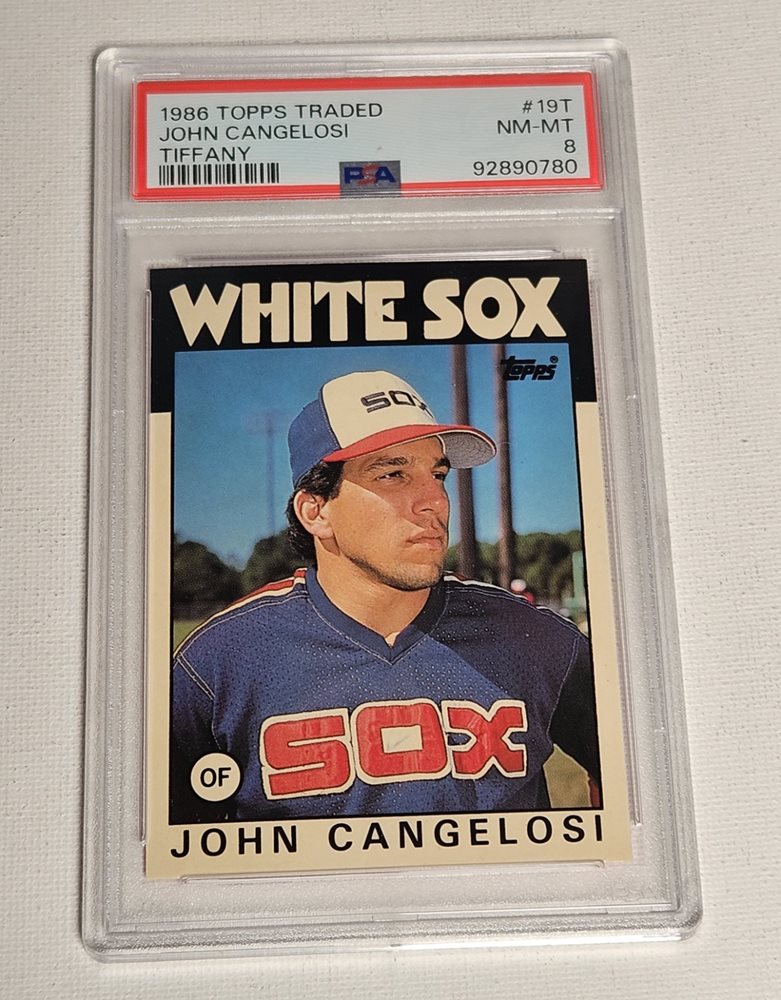 1986 TOPPS TRADED #19T
JOHN CANGELOSI NM-MT
TIFFANY 8
PSA 92890780
WHITE SOX
TOPPS®
SOX
SOX
OF
JOHN CANGELOSI